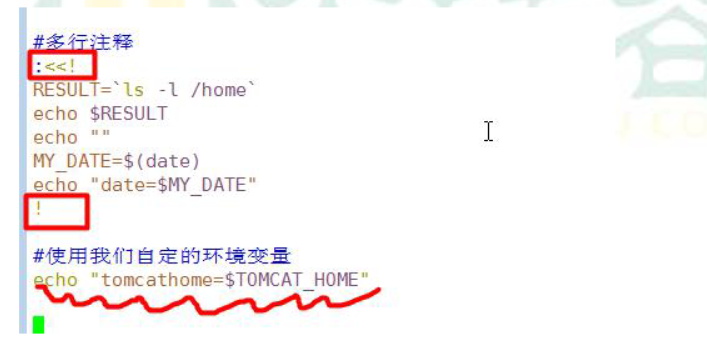 #多行注释
:<<!
RESULT=`ls -l /home`
echo $RESULT
echo ""
MY_DATE=$(date)
echo "date=$MY_DATE"
!
#使用我们自定的环境变量
echo "tomcathome=$TOMCAT_HOME"